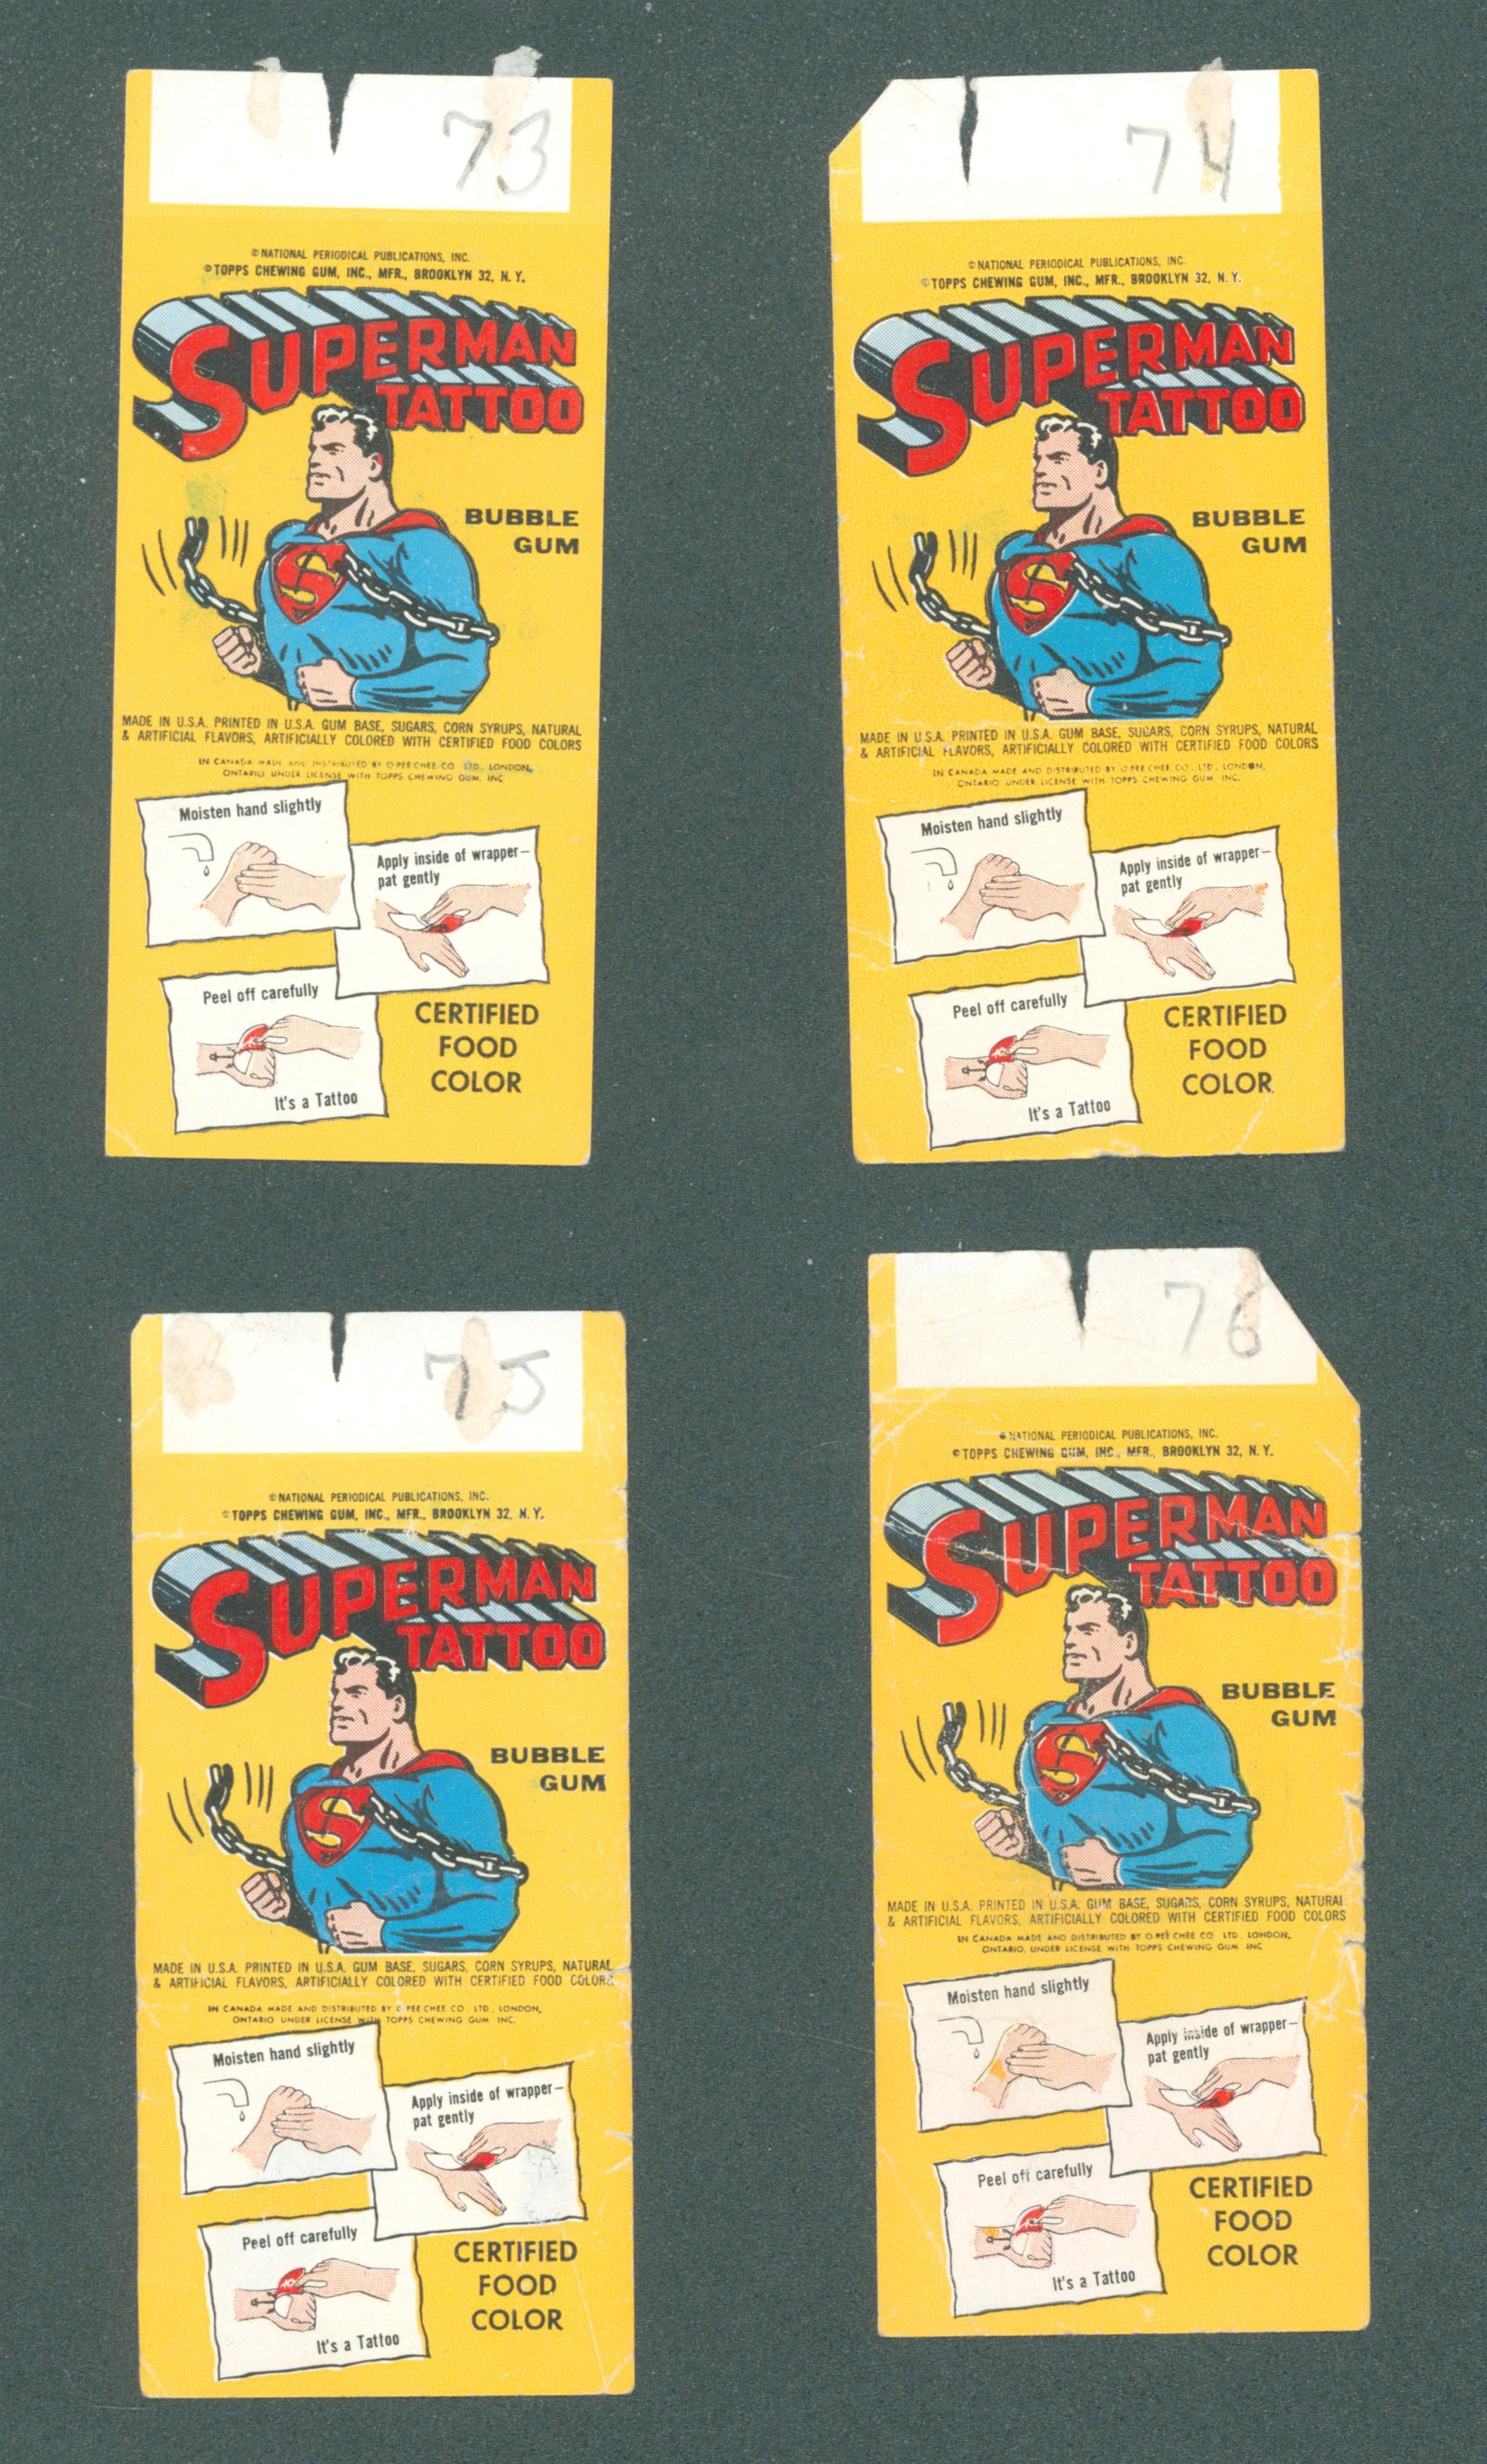 73
©NATIONAL PERIODICAL PUBLICATIONS, INC.
©TOPPS CHEWING GUM, INC., MFR., BROOKLYN 32, N.Y.
SUPERMAN
TATTOO
BUBBLE
GUM
S
MADE IN U.S.A. PRINTED IN U.S.A. GUM BASE, SUGARS, CORN SYRUPS, NATURAL
& ARTIFICIAL FLAVORS, ARTIFICIALLY COLORED WITH CERTIFIED FOOD COLORS
IN CANADA MADE AND DISTRIBUTED BY O PEE CHEE CO. LTD., LONDON,
ONTARIO UNDER LICENSE WITH TOPPS CHEWING GUM, INC
Moisten hand slightly
Apply inside of wrapper–
pat gently
Peel off carefully
It's a Tattoo
CERTIFIED
FOOD
COLOR
74
©NATIONAL PERIODICAL PUBLICATIONS, INC.
©TOPPS CHEWING GUM, INC., MFR., BROOKLYN 32, N.Y.
SUPERMAN
TATTOO
BUBBLE
GUM
S
MADE IN U.S.A. PRINTED IN U.S.A. GUM BASE, SUGARS, CORN SYRUPS, NATURAL
& ARTIFICIAL FLAVORS, ARTIFICIALLY COLORED WITH CERTIFIED FOOD COLORS
IN CANADA MADE AND DISTRIBUTED BY O PEE CHEE CO. LTD., LONDON,
ONTARIO UNDER LICENSE WITH TOPPS CHEWING GUM INC.
Moisten hand slightly
Apply inside of wrapper–
pat gently
Peel off carefully
It's a Tattoo
CERTIFIED
FOOD
COLOR
75
©NATIONAL PERIODICAL PUBLICATIONS, INC.
©TOPPS CHEWING GUM, INC., MFR., BROOKLYN 32, N.Y.
SUPERMAN
TATTOO
BUBBLE
GUM
S
MADE IN U.S.A. PRINTED IN U.S.A. GUM BASE, SUGARS, CORN SYRUPS, NATURAL
& ARTIFICIAL FLAVORS, ARTIFICIALLY COLORED WITH CERTIFIED FOOD COLORS
IN CANADA MADE AND DISTRIBUTED BY O PEE CHEE CO. LTD., LONDON,
ONTARIO UNDER LICENSE WITH TOPPS CHEWING GUM INC.
Moisten hand slightly
Apply inside of wrapper–
pat gently
Peel off carefully
It's a Tattoo
CERTIFIED
FOOD
COLOR
76
©NATIONAL PERIODICAL PUBLICATIONS, INC.
©TOPPS CHEWING GUM, INC., MFR., BROOKLYN 32, N.Y.
SUPERMAN
TATTOO
BUBBLE
GUM
S
MADE IN U.S.A. PRINTED IN U.S.A. GUM BASE, SUGARS, CORN SYRUPS, NATURAL
& ARTIFICIAL FLAVORS, ARTIFICIALLY COLORED WITH CERTIFIED FOOD COLORS
IN CANADA MADE AND DISTRIBUTED BY O PEE CHEE CO. LTD., LONDON,
ONTARIO, UNDER LICENSE WITH TOPPS CHEWING GUM INC
Moisten hand slightly
Apply inside of wrapper–
pat gently
Peel off carefully
It's a Tattoo
CERTIFIED
FOOD
COLOR